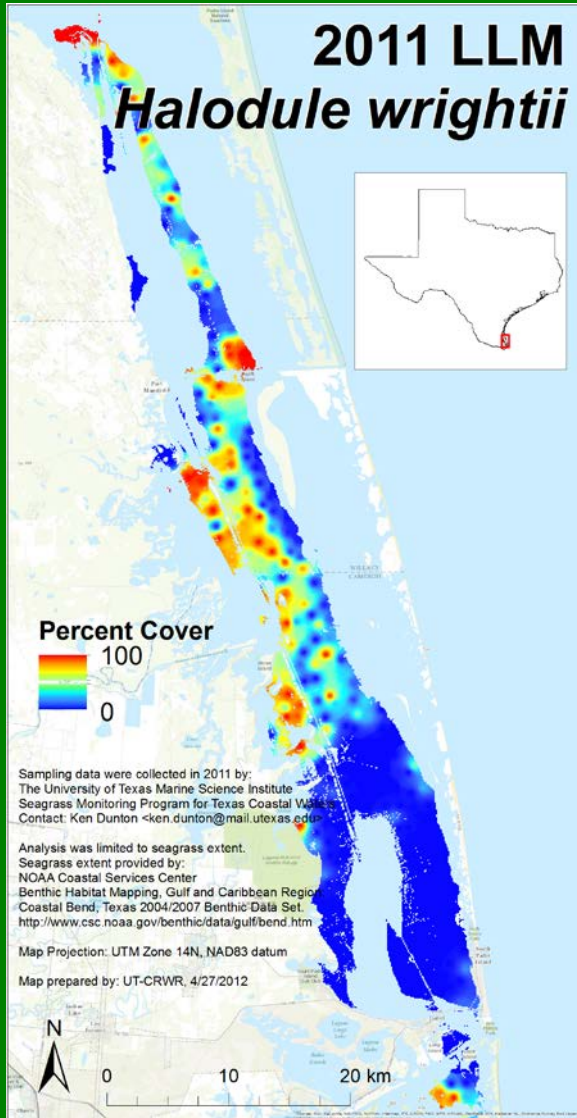 2011 LLM
Halodule wrightii
Port
Mansfield
WILLACY
CAMERON
Percent Cover
100
0
Sampling data were collected in 2011 by:
The University of Texas Marine Science Institute
Seagrass Monitoring Program for Texas Coastal Waters
Contact: Ken Dunton <ken.dunton@mail.utexas.edu>
Analysis was limited to seagrass extent.
Seagrass extent provided by:
NOAA Coastal Services Center
Benthic Habitat Mapping, Gulf and Caribbean Region
Coastal Bend, Texas 2004/2007 Benthic Data Set.
http://www.csc.noaa.gov/benthic/data/gulf/bend.htm
Map Projection: UTM Zone 14N, NAD83 datum
Map prepared by: UT-CRWR, 4/27/2012
N
0 10 20 km